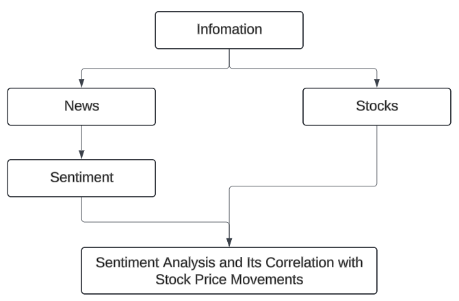 Infomation
News
Stocks
Sentiment
Sentiment Analysis and Its Correlation with
Stock Price Movements